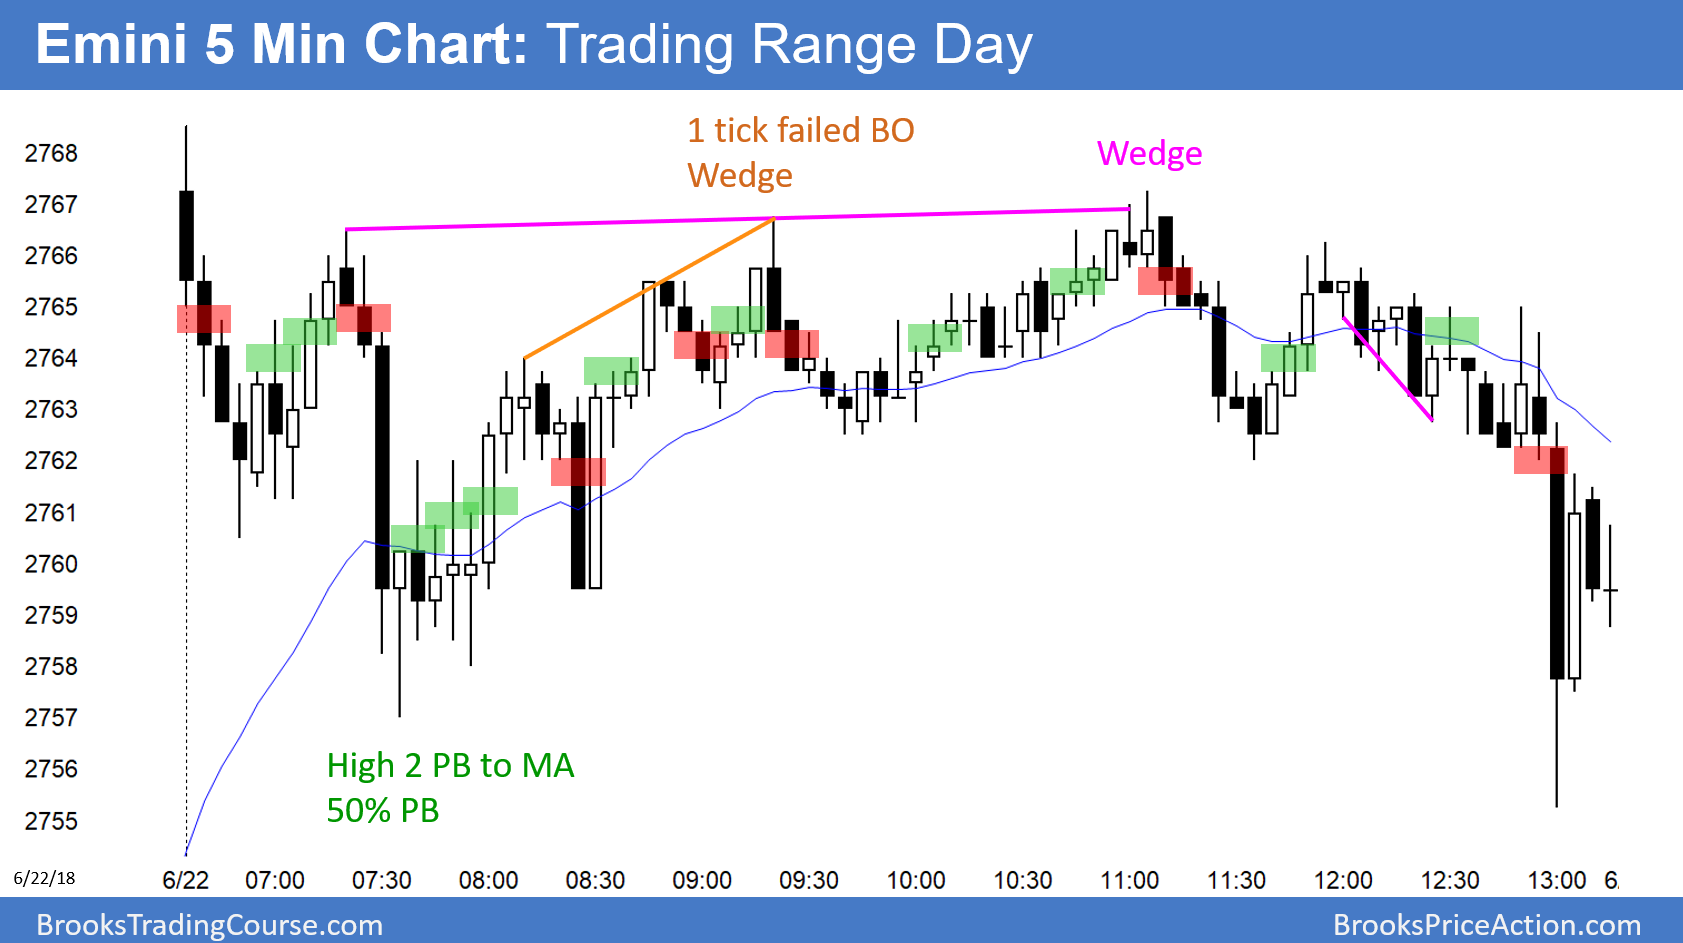 Emini 5 Min Chart: Trading Range Day
1 tick failed BO
Wedge
Wedge
2768
2767
2766
2765
2764
2763
2762
2761
2760
2759
2758
2757
2756
2755
High 2 PB to MA
50% PB
6/22/18
6/22 07:00 07:30 08:00 08:30 09:00 09:30 10:00 10:30 11:00 11:30 12:00 12:30 13:00 6
BrooksTradingCourse.com
BrooksPriceAction.com